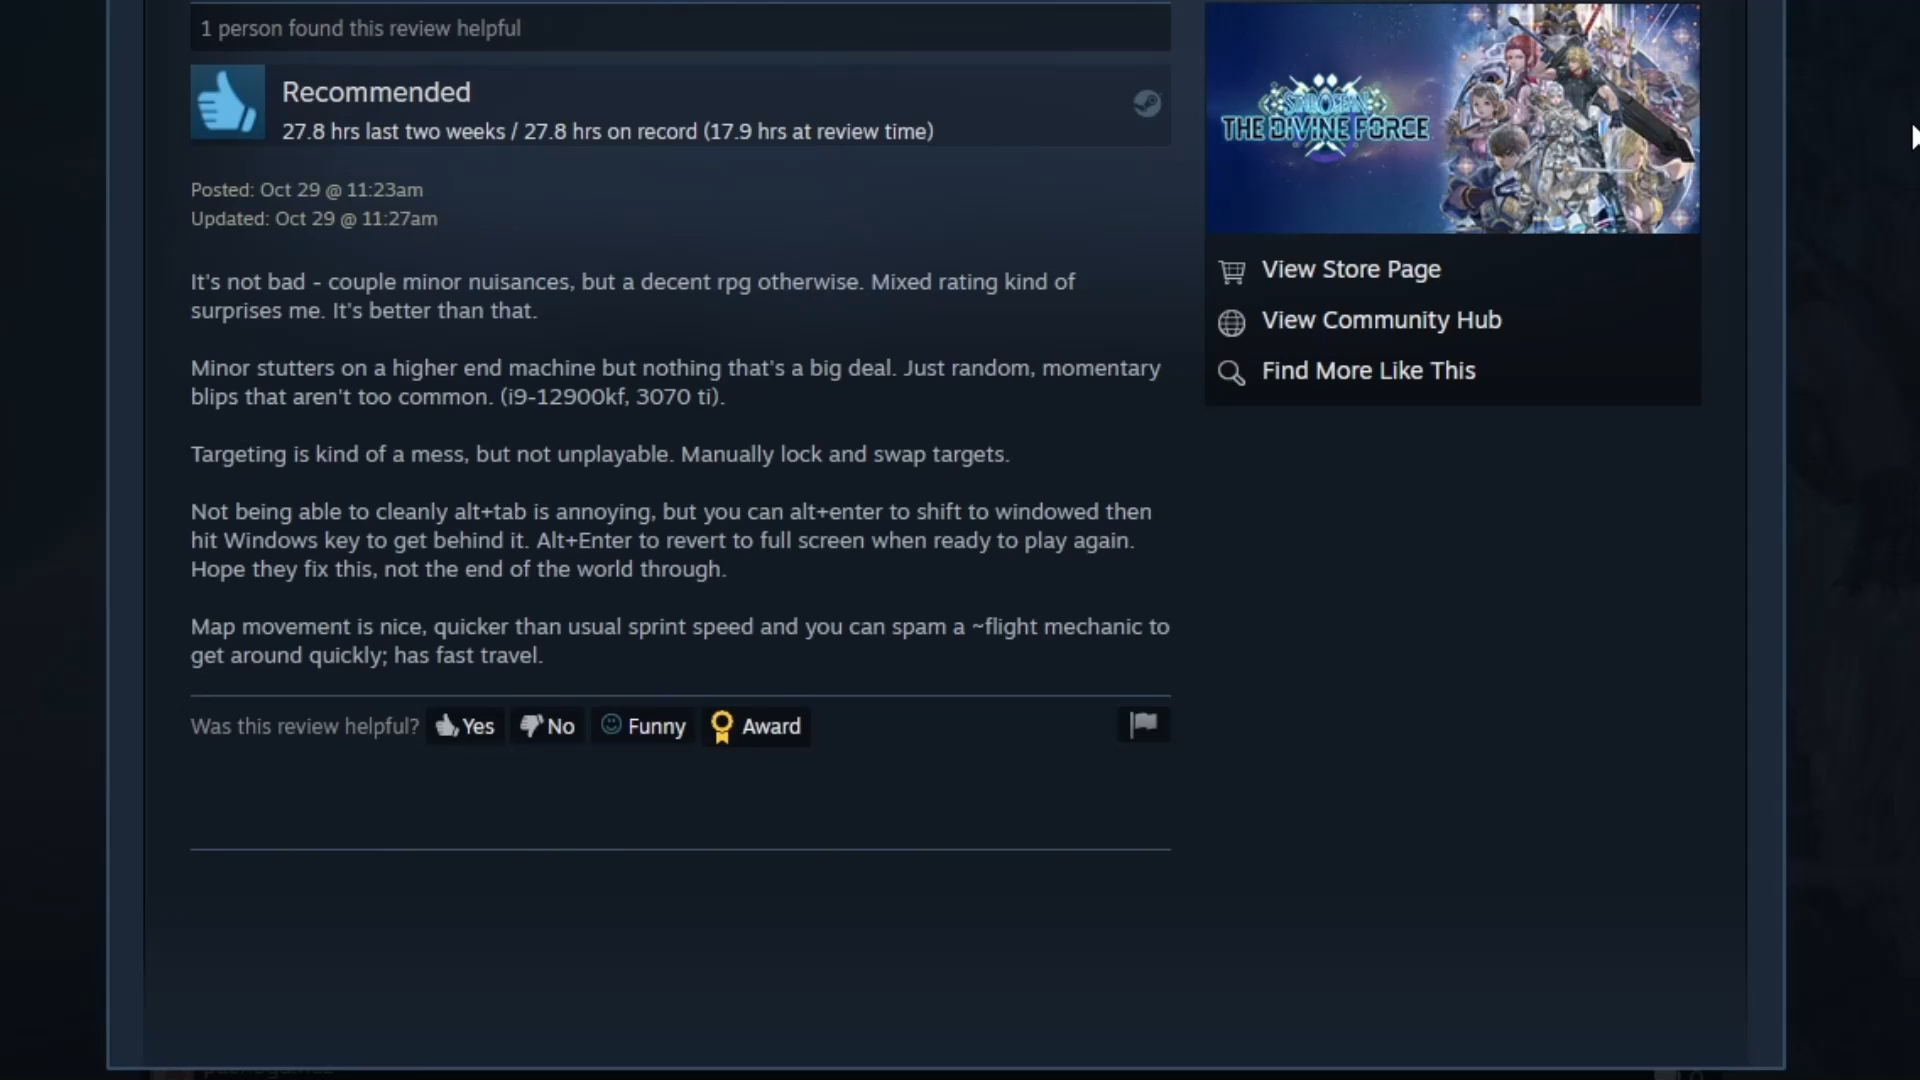 1 person found this review helpful
Recommended
27.8 hrs last two weeks / 27.8 hrs on record (17.9 hrs at review time)
Posted: Oct 29 @ 11:23am
Updated: Oct 29 @ 11:27am
It's not bad - couple minor nuisances, but a decent rpg otherwise. Mixed rating kind of
surprises me. It's better than that.
Minor stutters on a higher end machine but nothing that's a big deal. Just random, momentary
blips that aren't too common. (i9-12900kf, 3070 ti).
Targeting is kind of a mess, but not unplayable. Manually lock and swap targets.
Not being able to cleanly alt+tab is annoying, but you can alt+enter to shift to windowed then
hit Windows key to get behind it. Alt+Enter to revert to full screen when ready to play again.
Hope they fix this, not the end of the world through.
Map movement is nice, quicker than usual sprint speed and you can spam a ~flight mechanic to
get around quickly; has fast travel.
Was this review helpful? Yes No Funny Award
STAR OCEAN
THE DIVINE FORCE
View Store Page
View Community Hub
Find More Like This